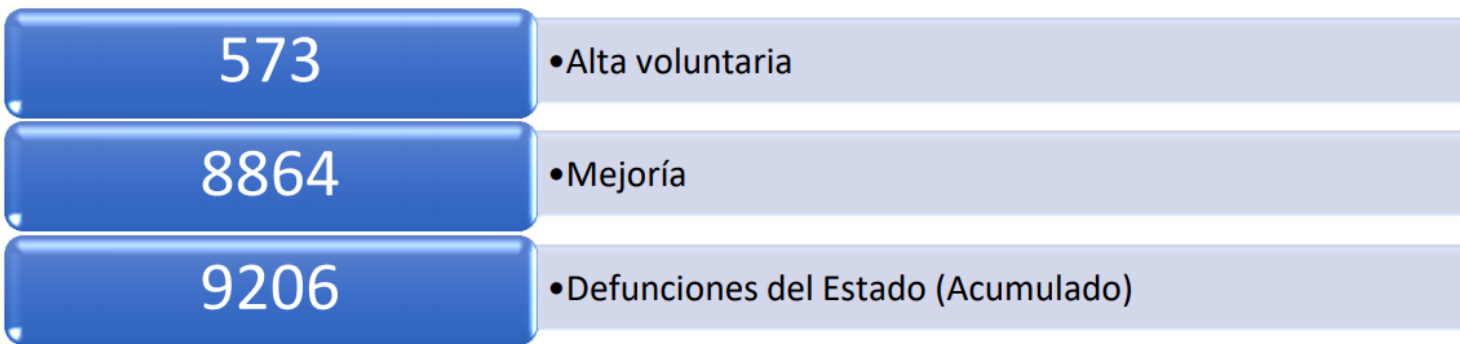 573
•Alta voluntaria
8864
•Mejoría
9206
•Defunciones del Estado (Acumulado)